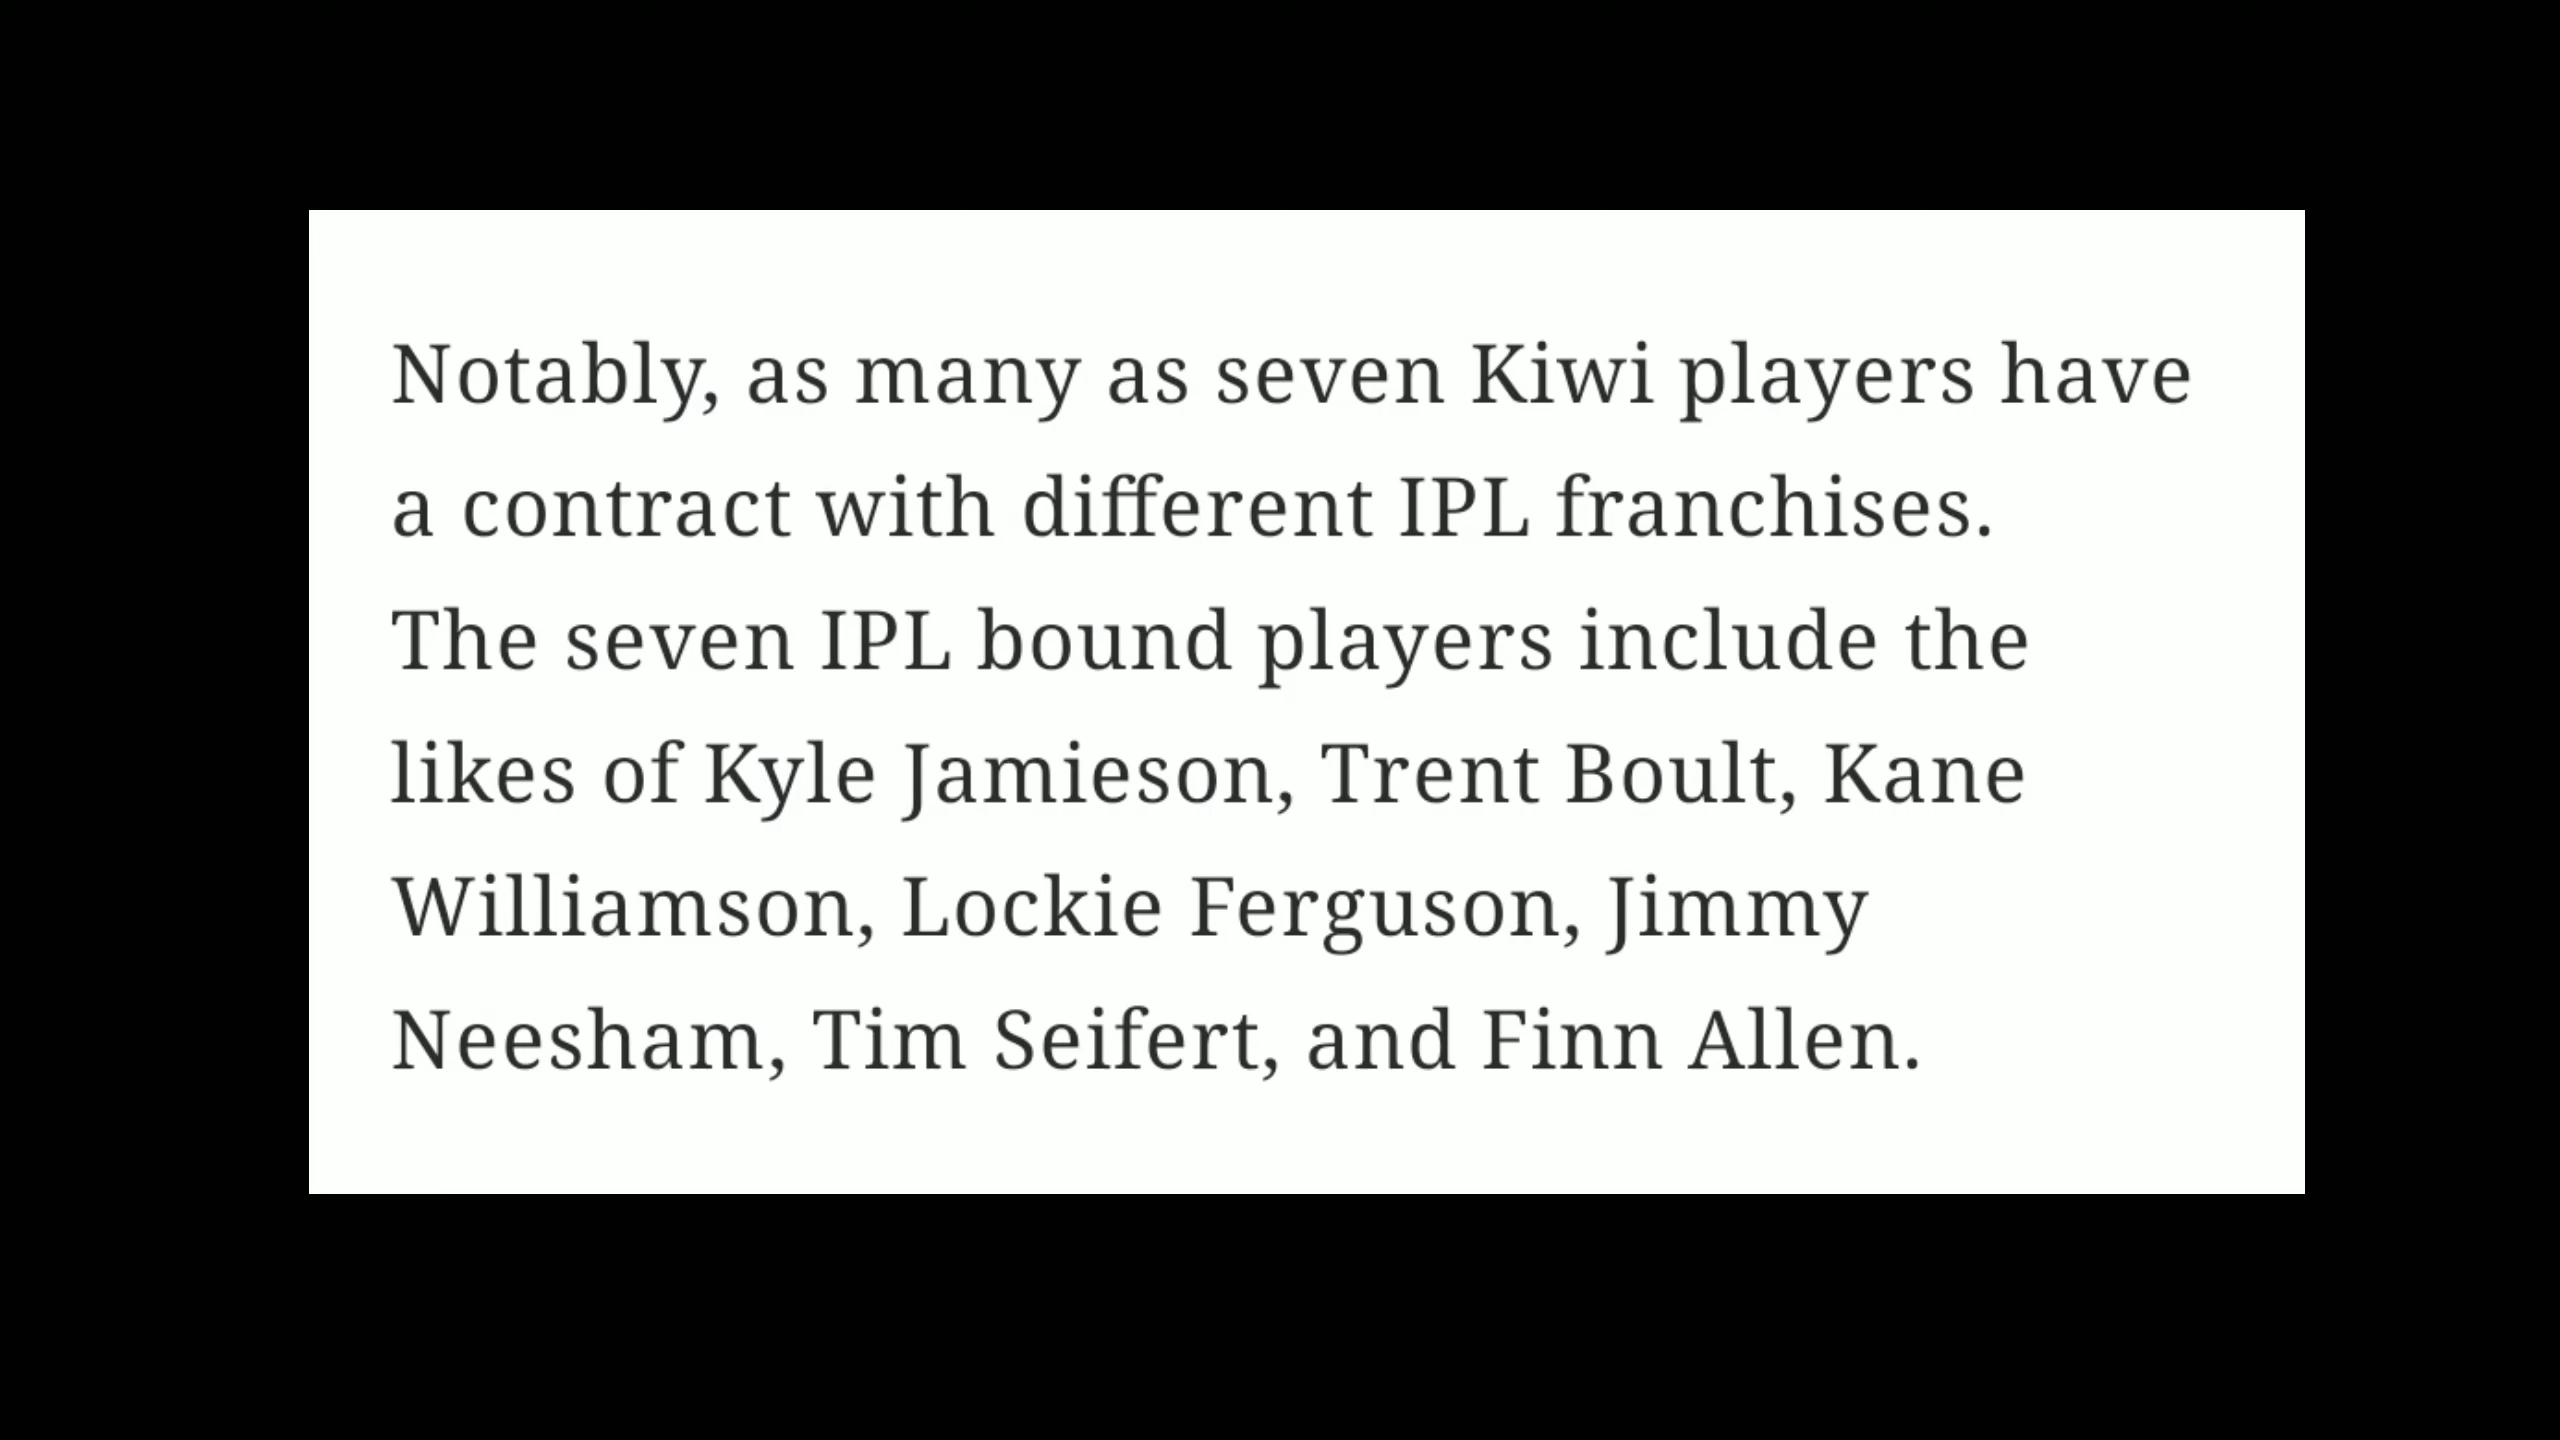 Notably, as many as seven Kiwi players have
a contract with different IPL franchises.
The seven IPL bound players include the
likes of Kyle Jamieson, Trent Boult, Kane
Williamson, Lockie Ferguson, Jimmy
Neesham, Tim Seifert, and Finn Allen.